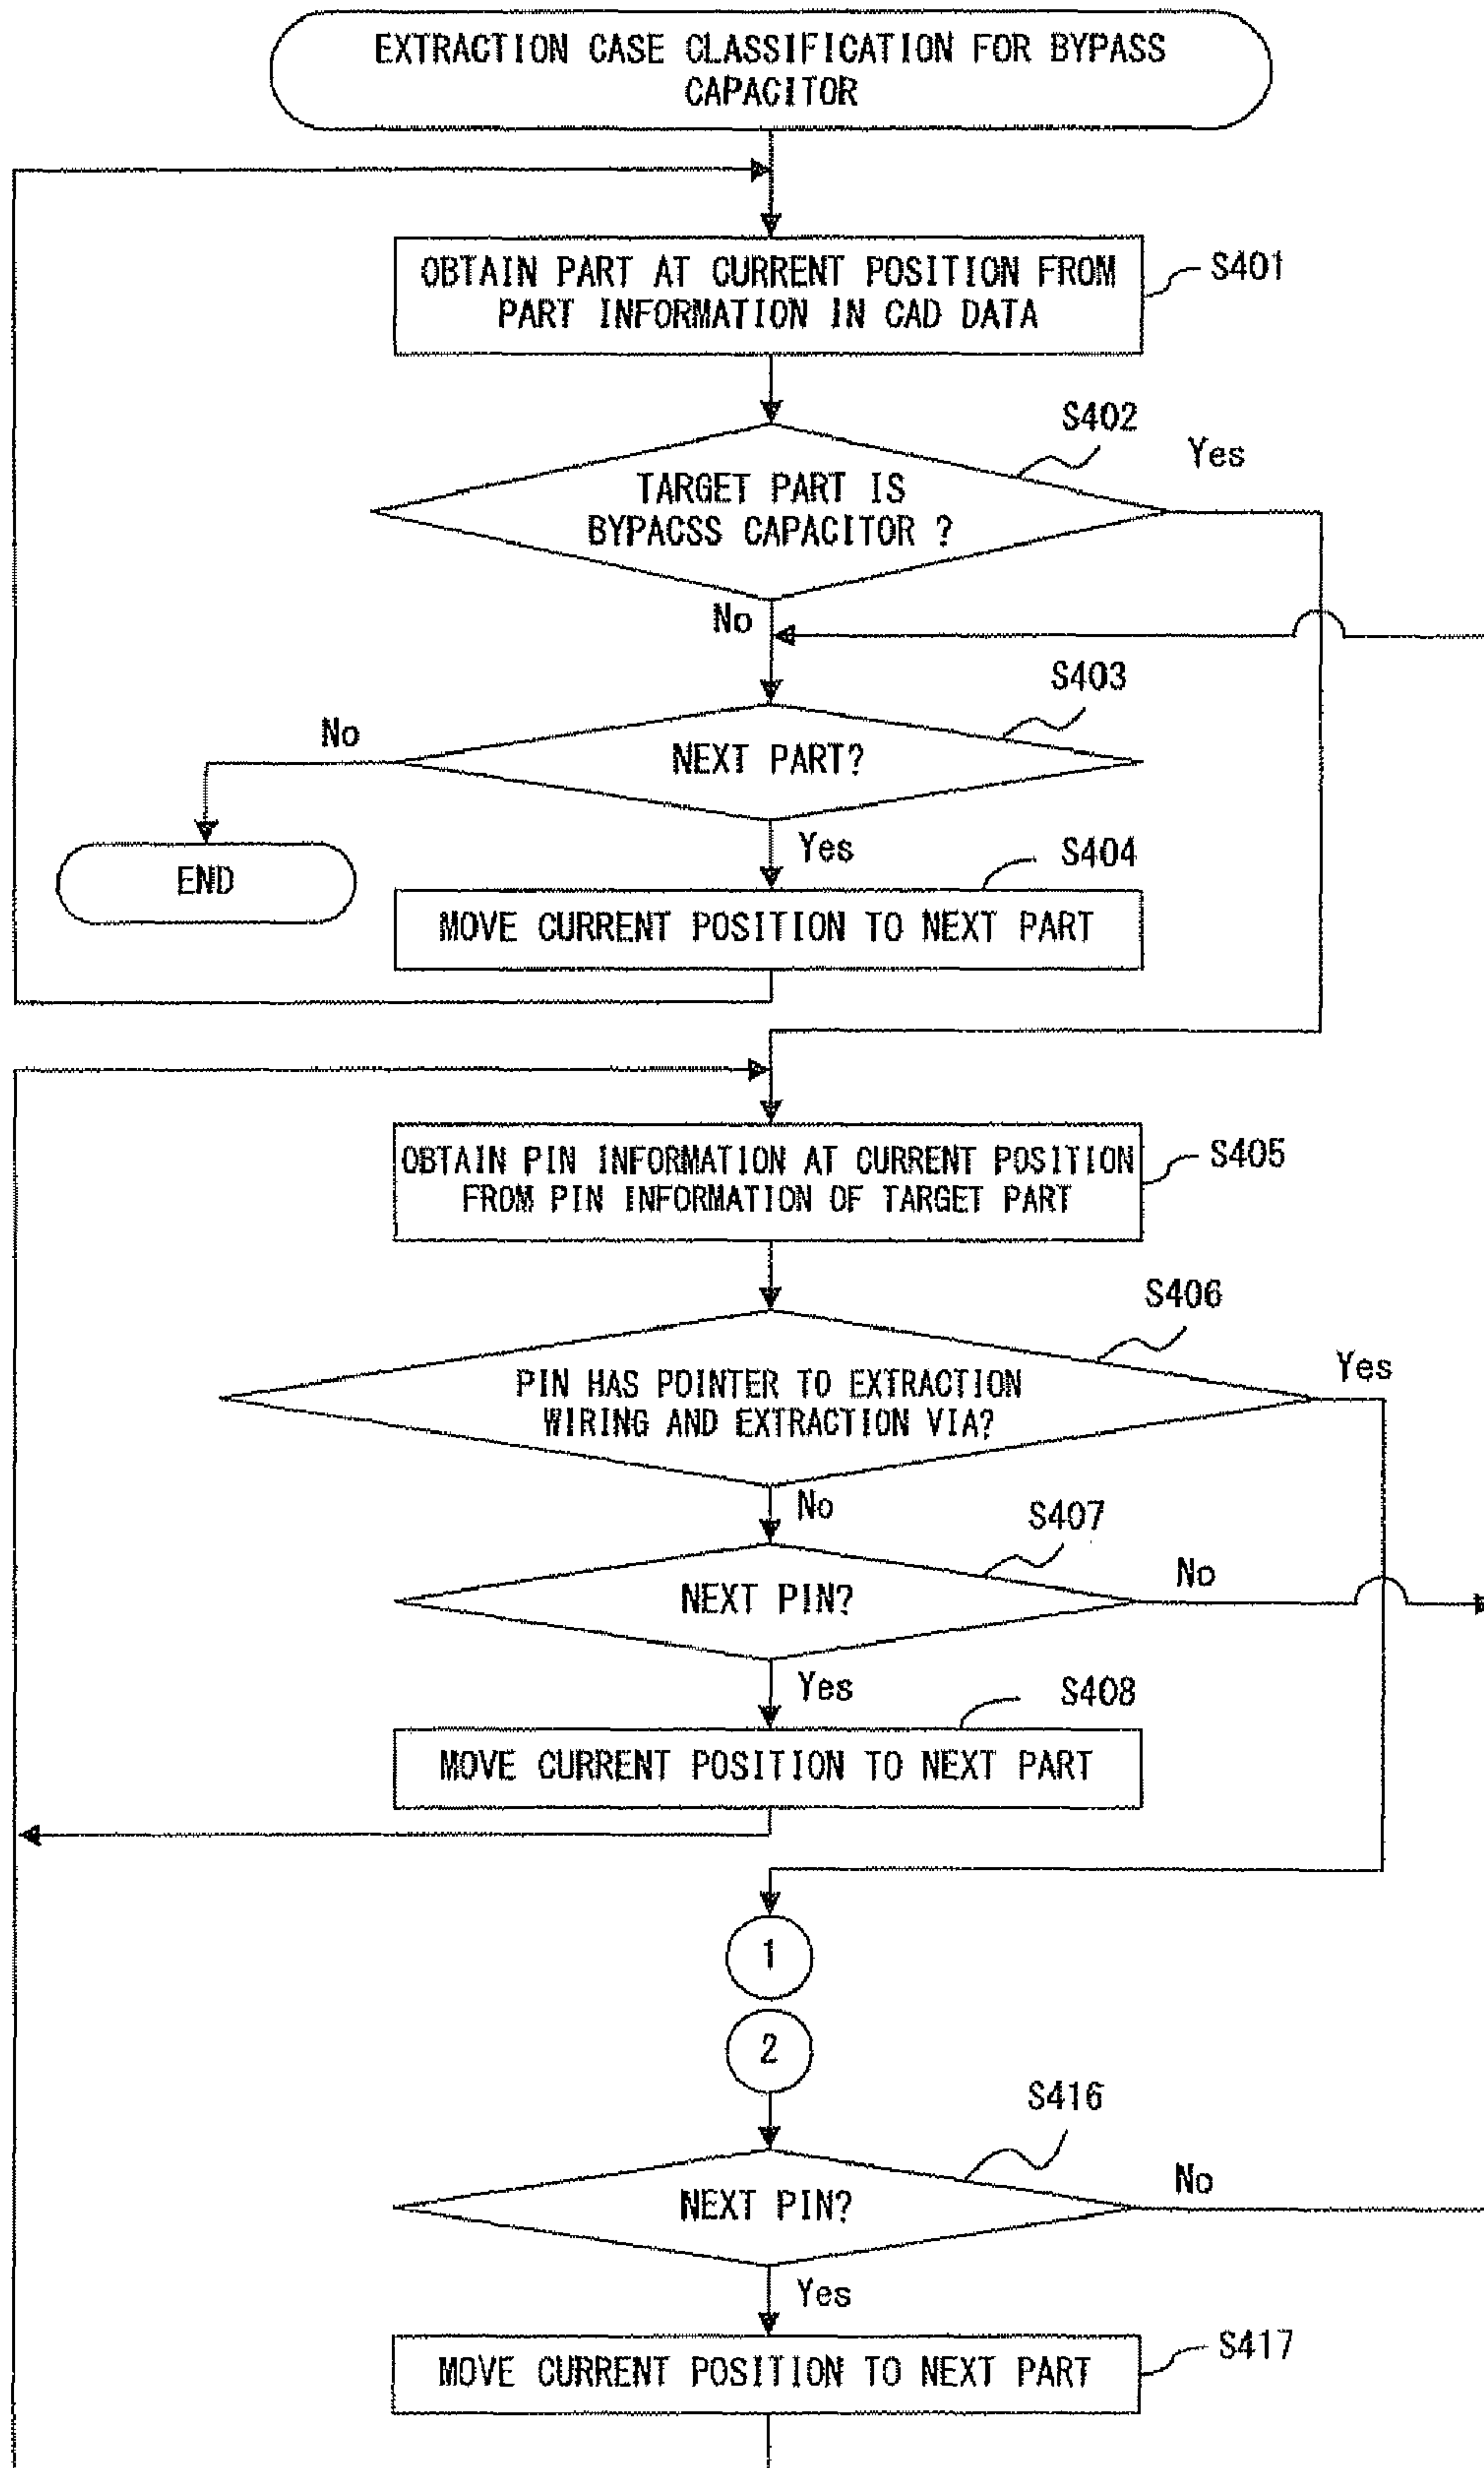 EXTRACTION CASE CLASSIFICATION FOR BYPASS
CAPACITOR
OBTAIN PART AT CURRENT POSITION FROM
PART INFORMATION IN CAD DATA
S401
S402
Yes
TARGET PART IS
BYPACSS CAPACITOR ?
No
S403
No
NEXT PART?
Yes
S404
END
MOVE CURRENT POSITION TO NEXT PART
OBTAIN PIN INFORMATION AT CURRENT POSITION
FROM PIN INFORMATION OF TARGET PART
S405
S406
Yes
PIN HAS POINTER TO EXTRACTION
WIRING AND EXTRACTION VIA?
No
S407
No
NEXT PIN?
Yes
S408
MOVE CURRENT POSITION TO NEXT PART
1
2
S416
No
NEXT PIN?
Yes
S417
MOVE CURRENT POSITION TO NEXT PART